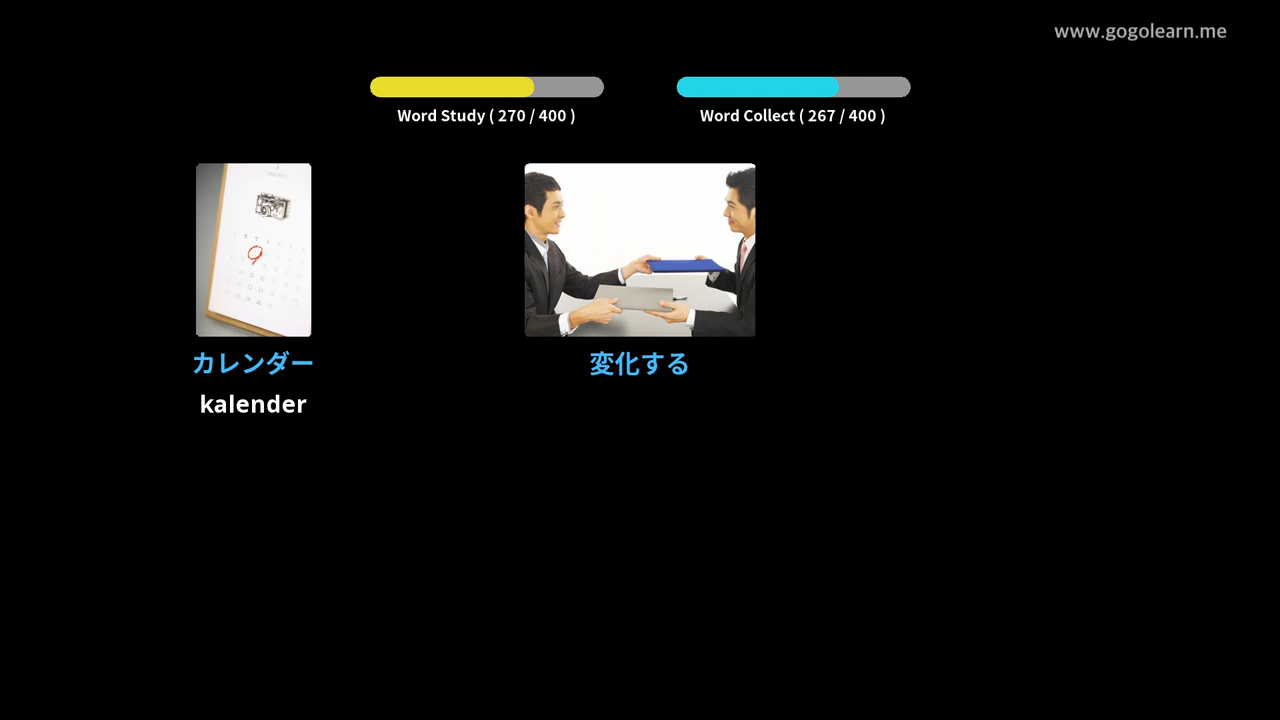 www.gogolearn.me
Word Study ( 270 / 400 )
Word Collect ( 267 / 400 )
カレンダー
変化する
kalender